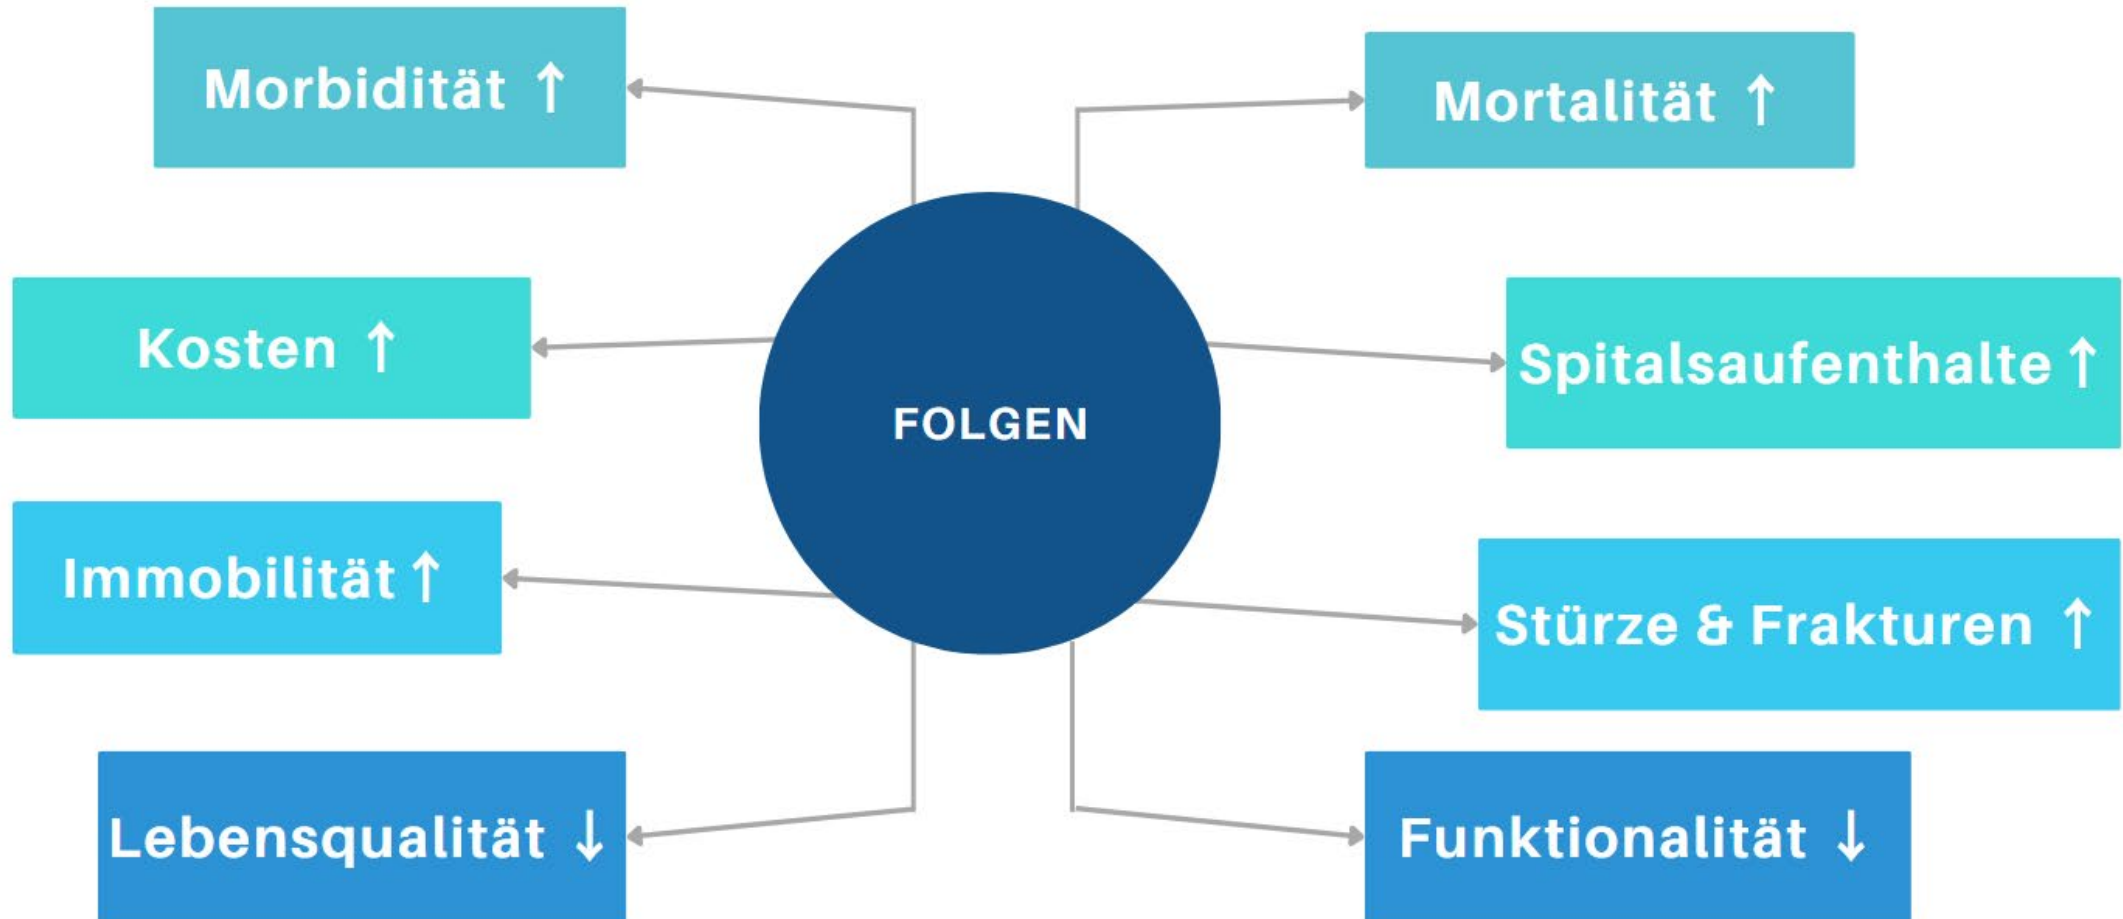 Morbidität ↑
Mortalität ↑
Kosten ↑
Spitalsaufenthalte ↑
FOLGEN
Immobilität ↑
Stürze & Frakturen ↑
Lebensqualität ↓
Funktionalität ↓